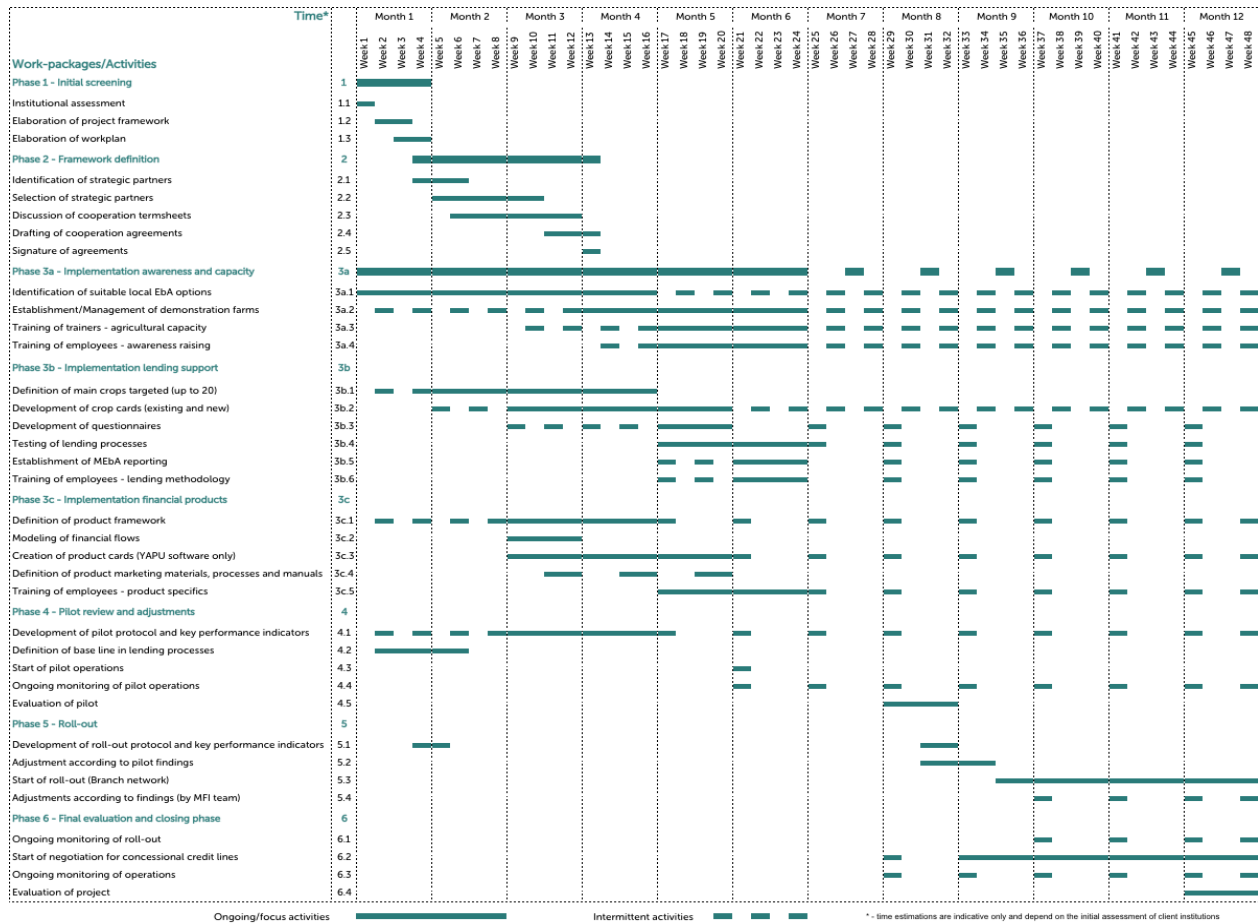 Time* Month 1 Month 2 Month 3 Month 4 Month 5 Month 6 Month 7 Month 8 Month 9 Month 10 Month 11 Month 12
Work-packages/Activities Week 1 Week 2 Week 3 Week 4 Week 5 Week 6 Week 7 Week 8 Week 9 Week 10 Week 11 Week 12 Week 13 Week 14 Week 15 Week 16 Week 17 Week 18 Week 19 Week 20 Week 21 Week 22 Week 23 Week 24 Week 25 Week 26 Week 27 Week 28 Week 29 Week 30 Week 31 Week 32 Week 33 Week 34 Week 35 Week 36 Week 37 Week 38 Week 39 Week 40 Week 41 Week 42 Week 43 Week 44 Week 45 Week 46 Week 47 Week 48
Phase 1 - Initial screening 1
Institutional assessment 1.1
Elaboration of project framework 1.2
Elaboration of workplan 1.3
Phase 2 - Framework definition 2
Identification of strategic partners 2.1
Selection of strategic partners 2.2
Discussion of cooperation termsheets 2.3
Drafting of cooperation agreements 2.4
Signature of agreements 2.5
Phase 3a - Implementation awareness and capacity 3a
Identification of suitable local EbA options 3a.1
Establishment/Management of demonstration farms 3a.2
Training of trainers - agricultural capacity 3a.3
Training of employees - awareness raising 3a.4
Phase 3b - Implementation lending support 3b
Definition of main crops targeted (up to 20) 3b.1
Development of crop cards (existing and new) 3b.2
Development of questionnaires 3b.3
Testing of lending processes 3b.4
Establishment of MEbA reporting 3b.5
Training of employees - lending methodology 3b.6
Phase 3c - Implementation financial products 3c
Definition of product framework 3c.1
Modeling of financial flows 3c.2
Creation of product cards (YAPU software only) 3c.3
Definition of product marketing materials, processes and manuals 3c.4
Training of employees - product specifics 3c.5
Phase 4 - Pilot review and adjustments 4
Development of pilot protocol and key performance indicators 4.1
Definition of base line in lending processes 4.2
Start of pilot operations 4.3
Ongoing monitoring of pilot operations 4.4
Evaluation of pilot 4.5
Phase 5 - Roll-out 5
Development of roll-out protocol and key performance indicators 5.1
Adjustment according to pilot findings 5.2
Start of roll-out (Branch network) 5.3
Adjustments according to findings (by MFI team) 5.4
Phase 6 - Final evaluation and closing phase 6
Ongoing monitoring of roll-out 6.1
Start of negotiation for concessional credit lines 6.2
Ongoing monitoring of operations 6.3
Evaluation of project 6.4
Ongoing/focus activities Intermittent activities * - time estimations are indicative only and depend on the initial assessment of client institutions